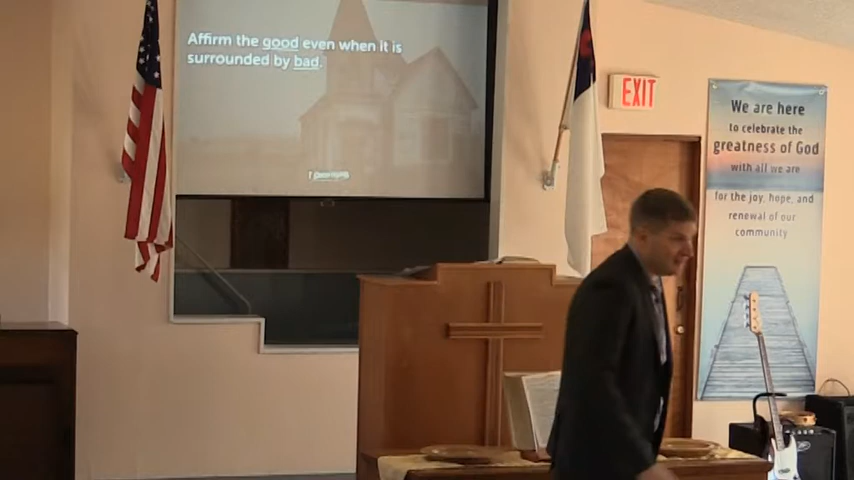 Affirm the good even when it is
surrounded by bad.
EXIT
We are Here
to celebrate the
greatness of God
with all we are
for the joy, hope, and
renewal of our
community